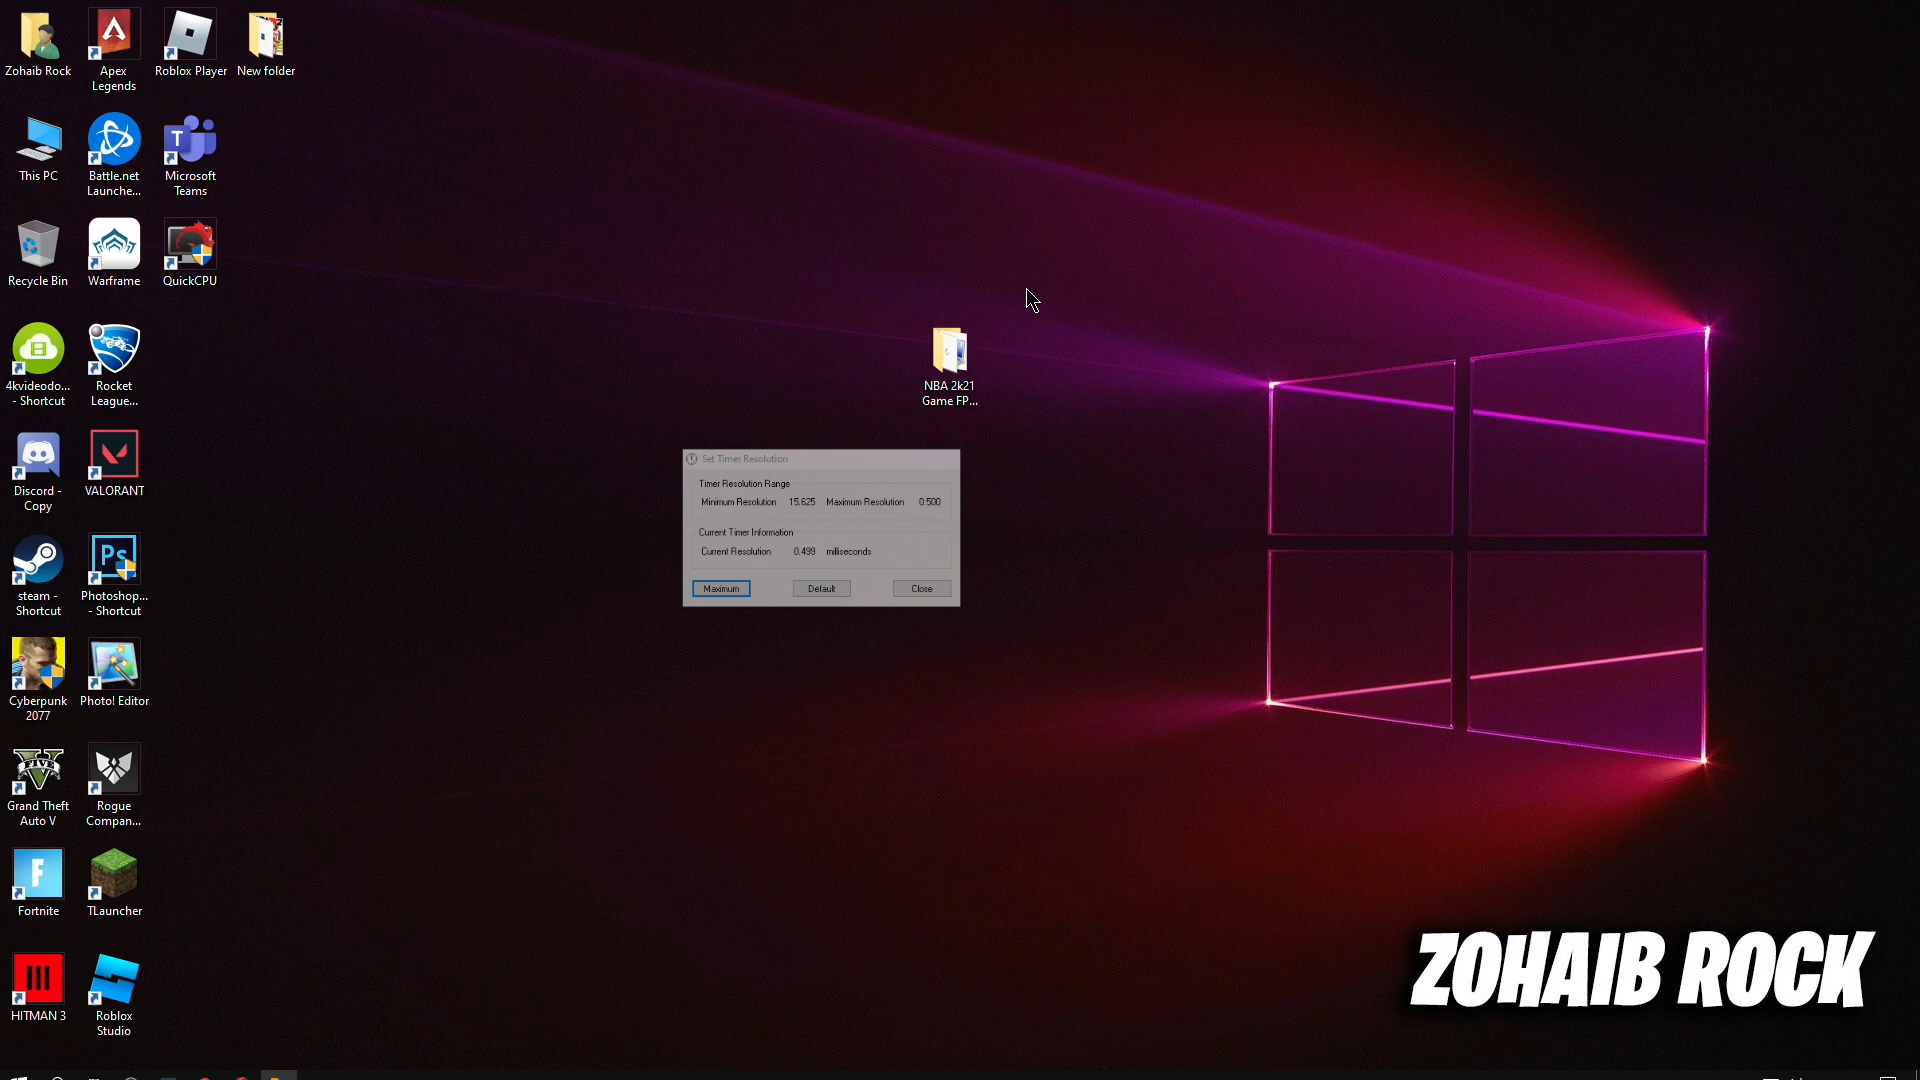 Zohaib Rock
Apex
Legends
Roblox Player
New folder
This PC
Battle.net
Launche...
Microsoft
Teams
Recycle Bin
Warframe
QuickCPU
4kvideodo...
- Shortcut
Rocket
League...
NBA 2k21
Game FP...
Discord -
Copy
VALORANT
Set Timer Resolution
Timer Resolution Range
Minimum Resolution 15.625 Maximum Resolution 0.500
Current Timer Information
Current Resolution 0.499 milliseconds
Maximum Default Close
steam -
Shortcut
Ps
Photoshop...
- Shortcut
Cyberpunk
2077
Photo! Editor
FIVE
Grand Theft
Auto V
Rogue
Compan...
F
Fortnite
TLauncher
III
HITMAN 3
Roblox
Studio
T
ZOHAIB ROCK